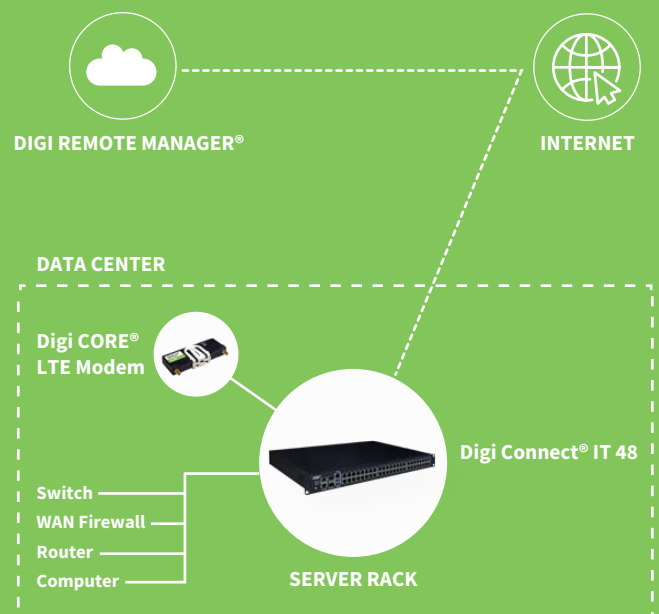 DIGI REMOTE MANAGER®
INTERNET
DATA CENTER
Digi CORE®
LTE Modem
Digi Connect® IT 48
Switch
WAN Firewall
Router
Computer
SERVER RACK